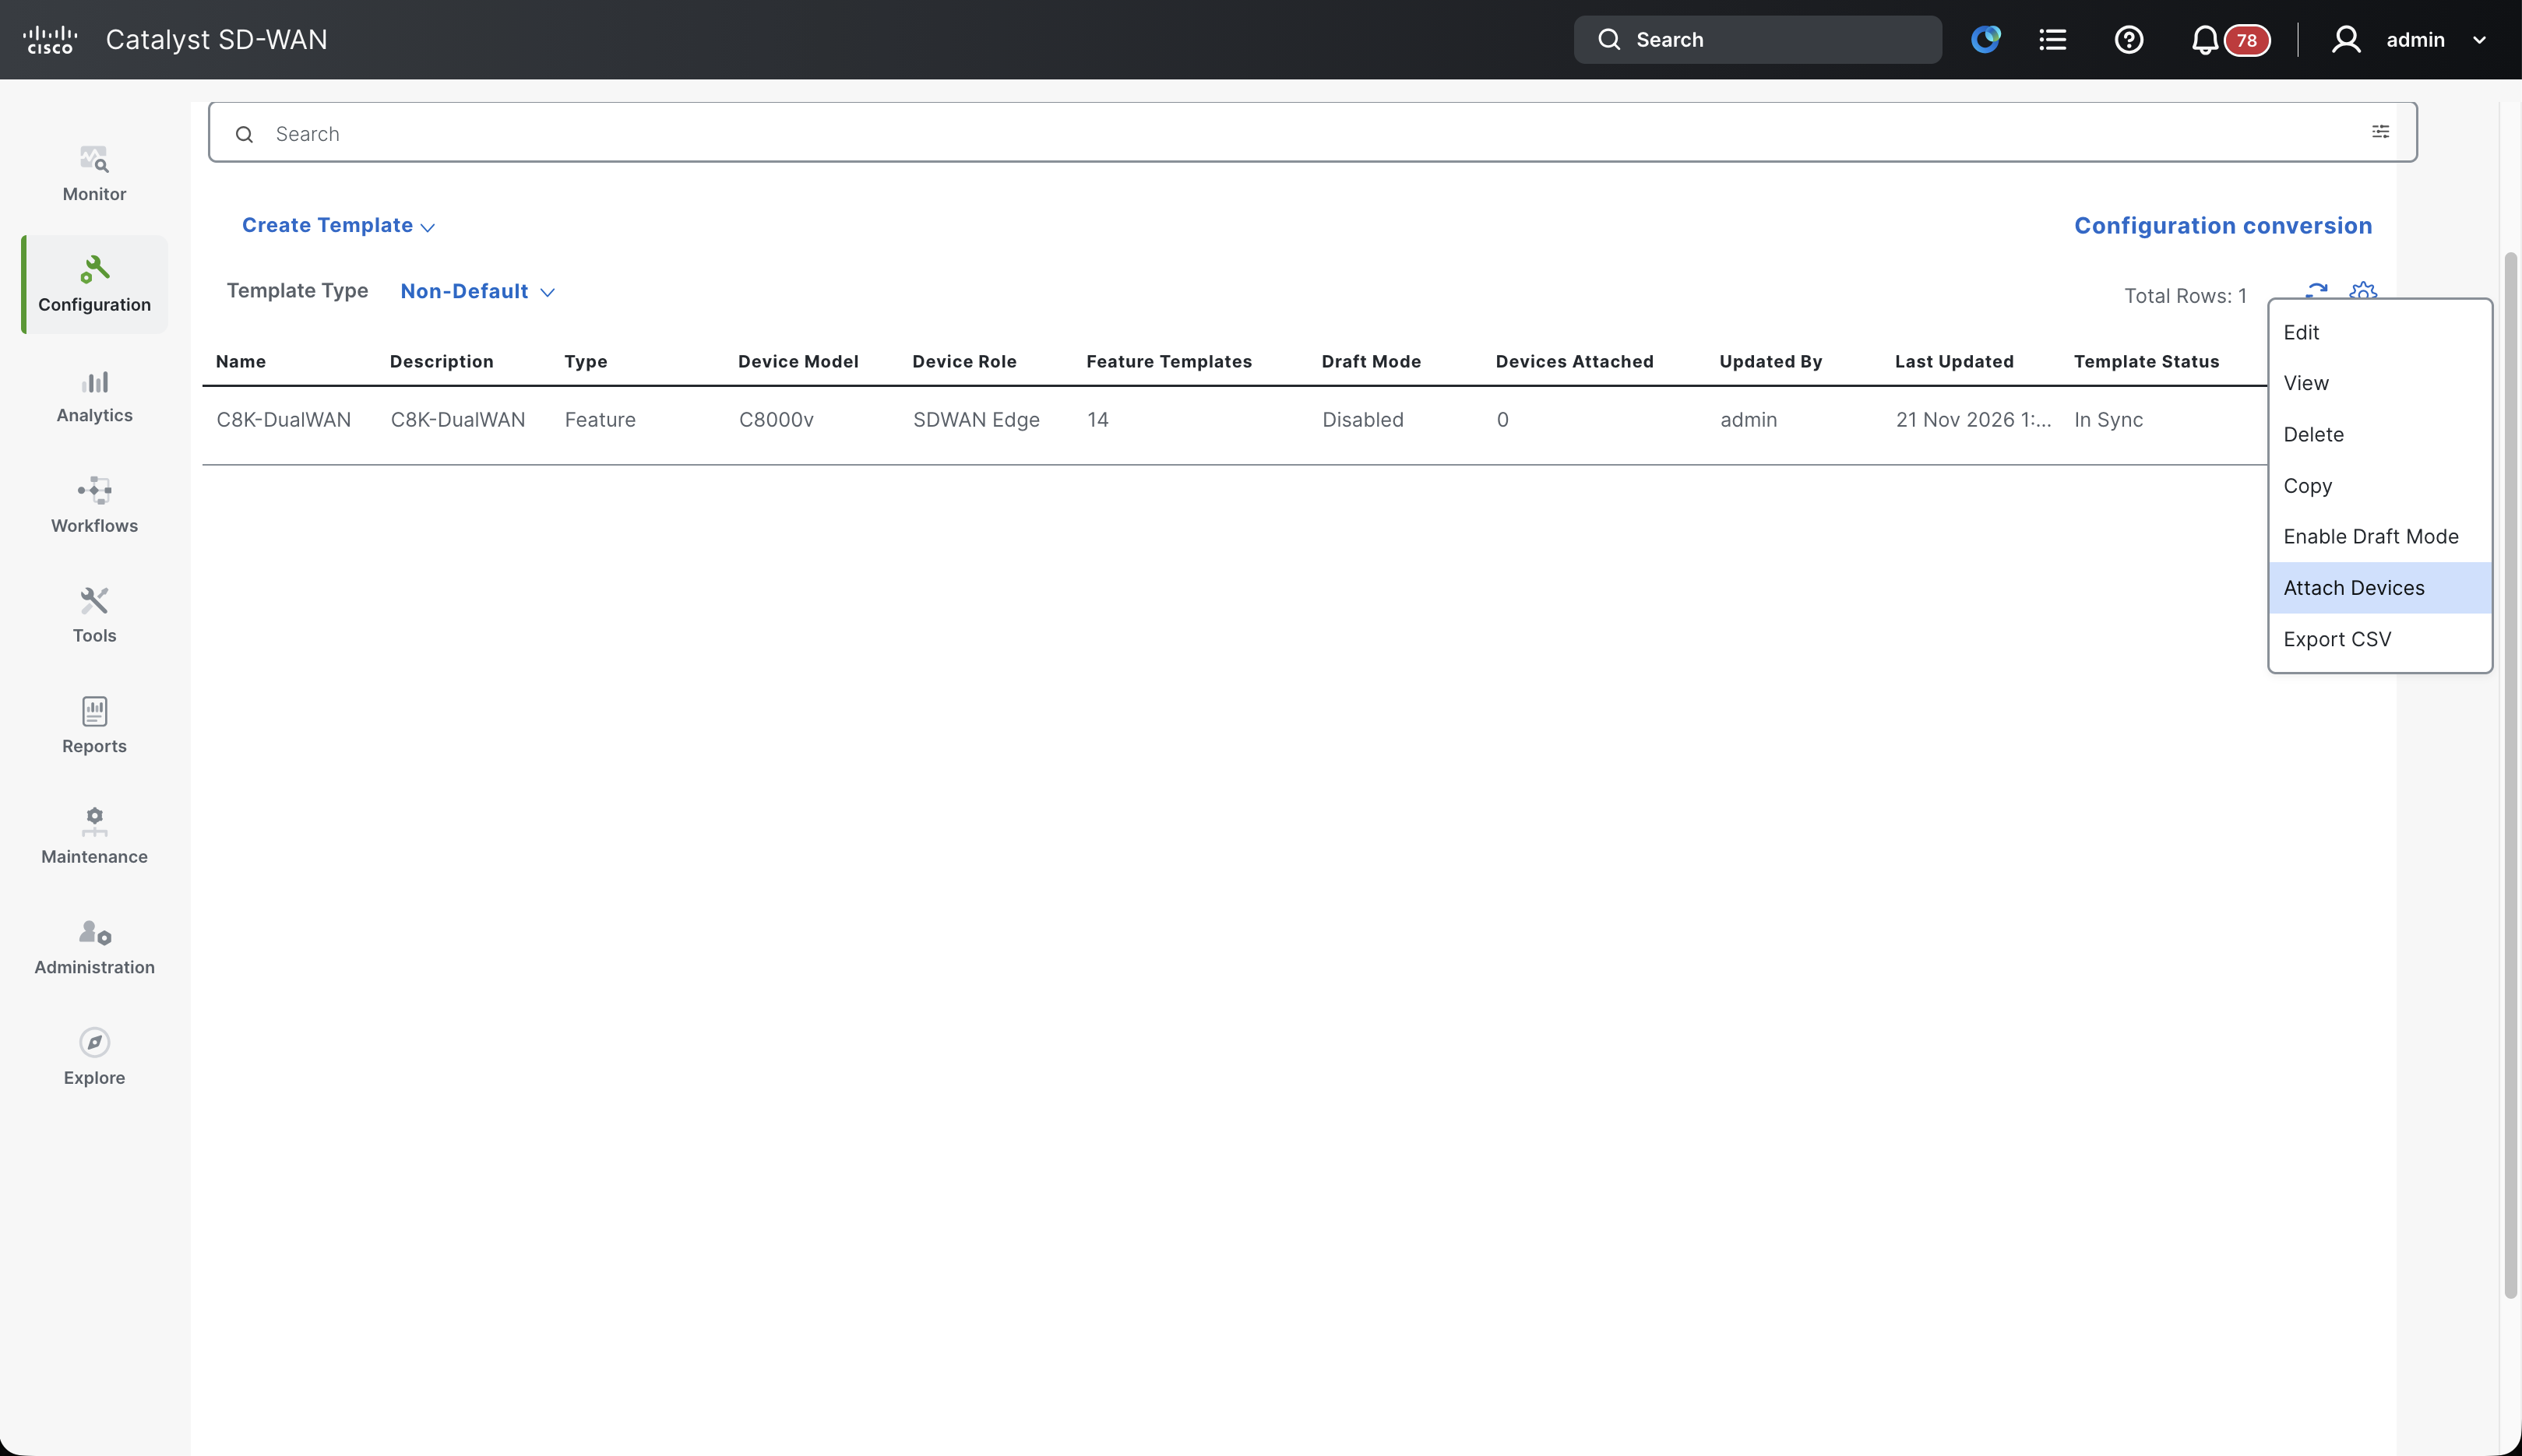 CISCO Catalyst SD-WAN Search 78 admin
Search
Monitor
Configuration
Analytics
Workflows
Tools
Reports
Maintenance
Administration
Explore
Create Template Configuration conversion
Template Type Non-Default Total Rows: 1
Name Description Type Device Model Device Role Feature Templates Draft Mode Devices Attached Updated By Last Updated Template Status
C8K-DualWAN C8K-DualWAN Feature C8000v SDWAN Edge 14 Disabled 0 admin 21 Nov 2026 1:... In Sync
Edit
View
Delete
Copy
Enable Draft Mode
Attach Devices
Export CSV